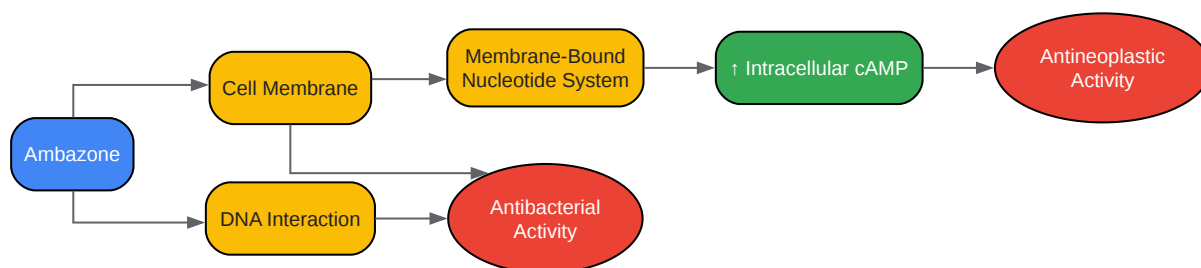 Ambazone
Cell Membrane
Membrane-Bound
Nucleotide System
↑ Intracellular cAMP
Antineoplastic
Activity
DNA Interaction
Antibacterial
Activity